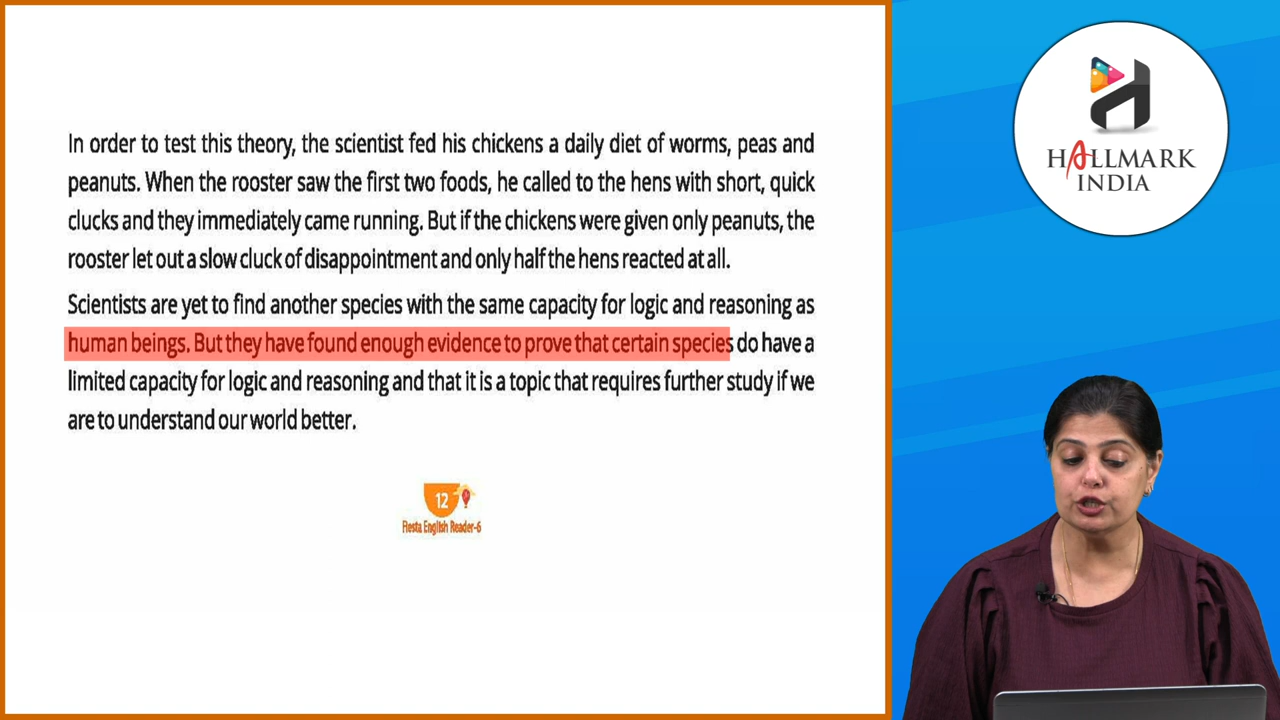 In order to test this theory, the scientist fed his chickens a daily diet of worms, peas and
peanuts. When the rooster saw the first two foods, he called to the hens with short, quick
clucks and they immediately came running. But if the chickens were given only peanuts, the
rooster let out a slow cluck of disappointment and only half the hens reacted at all.
Scientists are yet to find another species with the same capacity for logic and reasoning as
human beings. But they have found enough evidence to prove that certain species do have a
limited capacity for logic and reasoning and that it is a topic that requires further study if we
are to understand our world better.
12
Fiesta English Reader-6
HALLMARK
INDIA